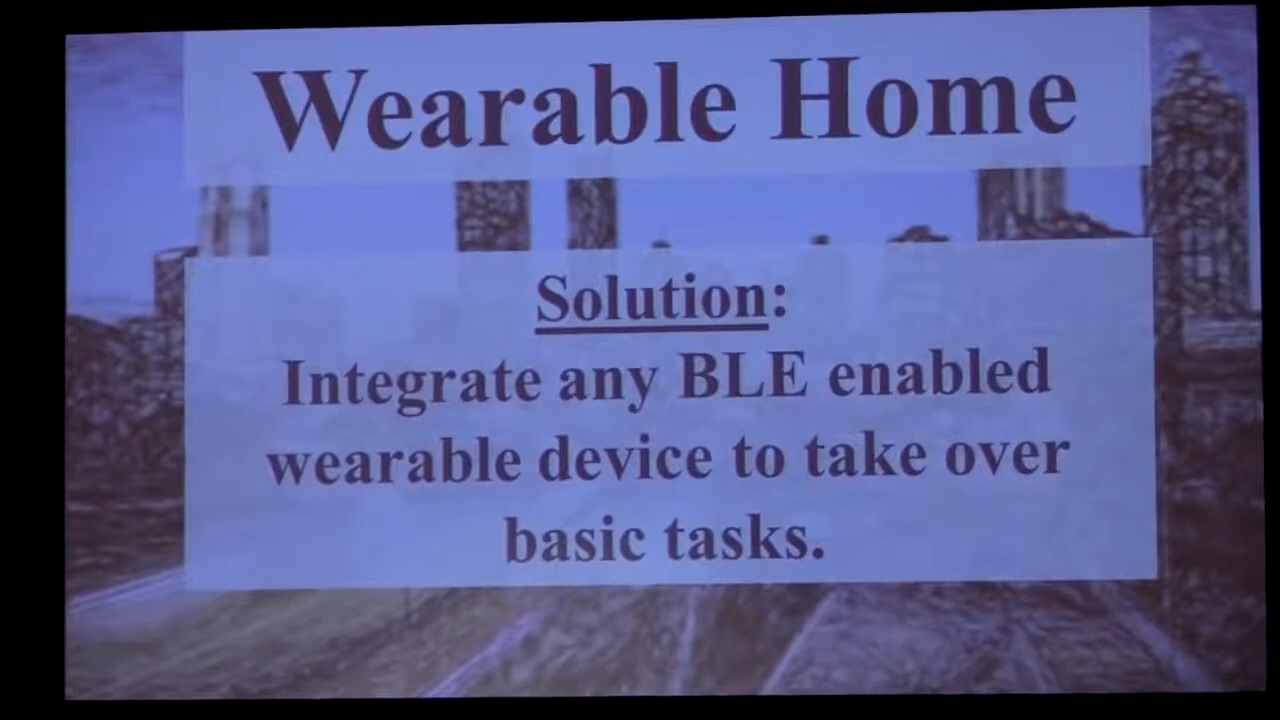 Wearable Home
Solution:
Integrate any BLE enabled
wearable device to take over
basic tasks.